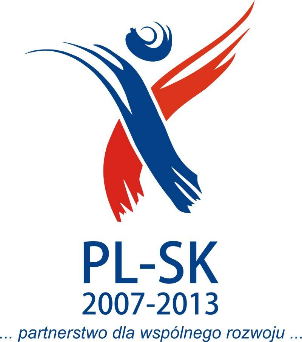 PL-SK
2007-2013
... partnerstwo dla wspólnego rozwoju ...